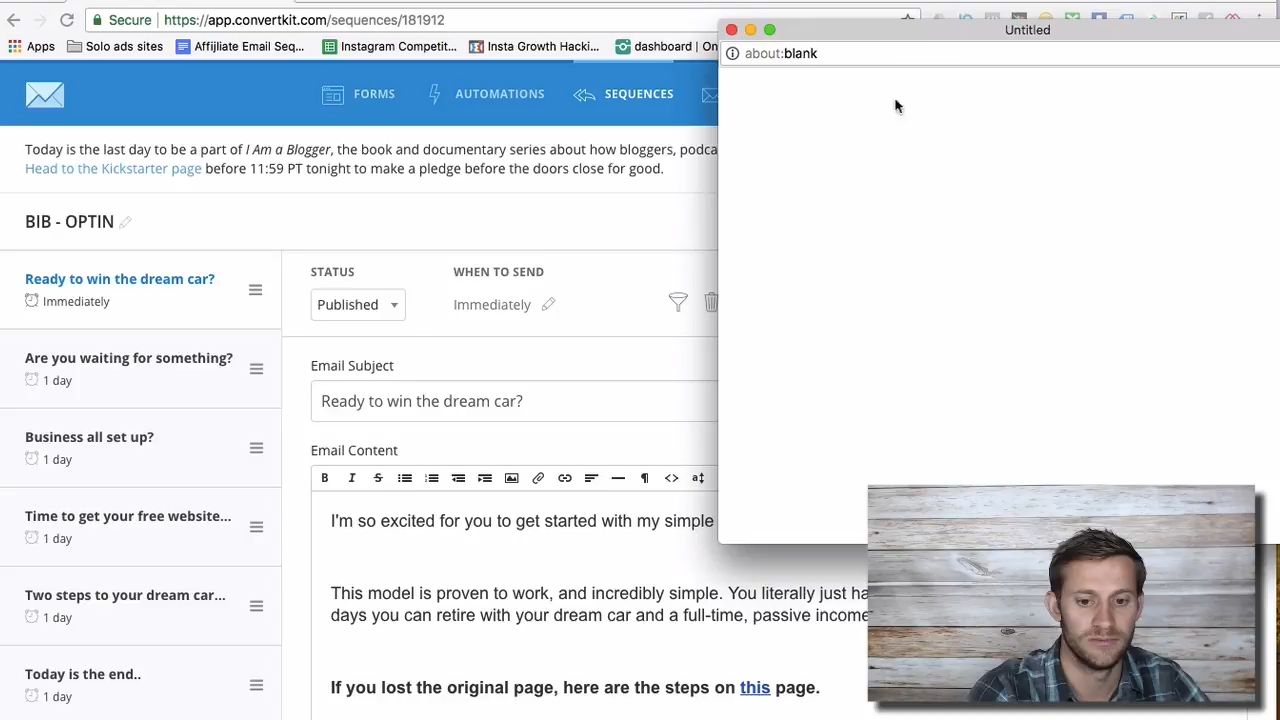 Secure | https://app.convertkit.com/sequences/181912
Apps Solo ads sites Affijliate Email Seq... Instagram Competit... Insta Growth Hacki... dashboard | On
Untitled
about:blank
FORMS AUTOMATIONS SEQUENCES
Today is the last day to be a part of I Am a Blogger, the book and documentary series about how bloggers, podca
Head to the Kickstarter page before 11:59 PT tonight to make a pledge before the doors close for good.
BIB - OPTIN
Ready to win the dream car?
Immediately
Are you waiting for something?
1 day
Business all set up?
1 day
Time to get your free website...
1 day
Two steps to your dream car...
1 day
Today is the end..
1 day
STATUS WHEN TO SEND
Published Immediately
Email Subject
Ready to win the dream car?
Email Content
I'm so excited for you to get started with my simple
This model is proven to work, and incredibly simple. You literally just ha
days you can retire with your dream car and a full-time, passive income
If you lost the original page, here are the steps on this page.